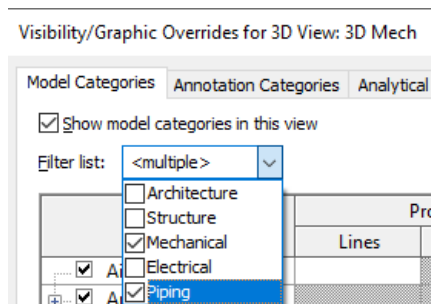 Visibility/Graphic Overrides for 3D View: 3D Mech
Model Categories Annotation Categories Analytical
Show model categories in this view
Filter list: <multiple>
Architecture
Structure
Mechanical
Lines
Electrical
Piping